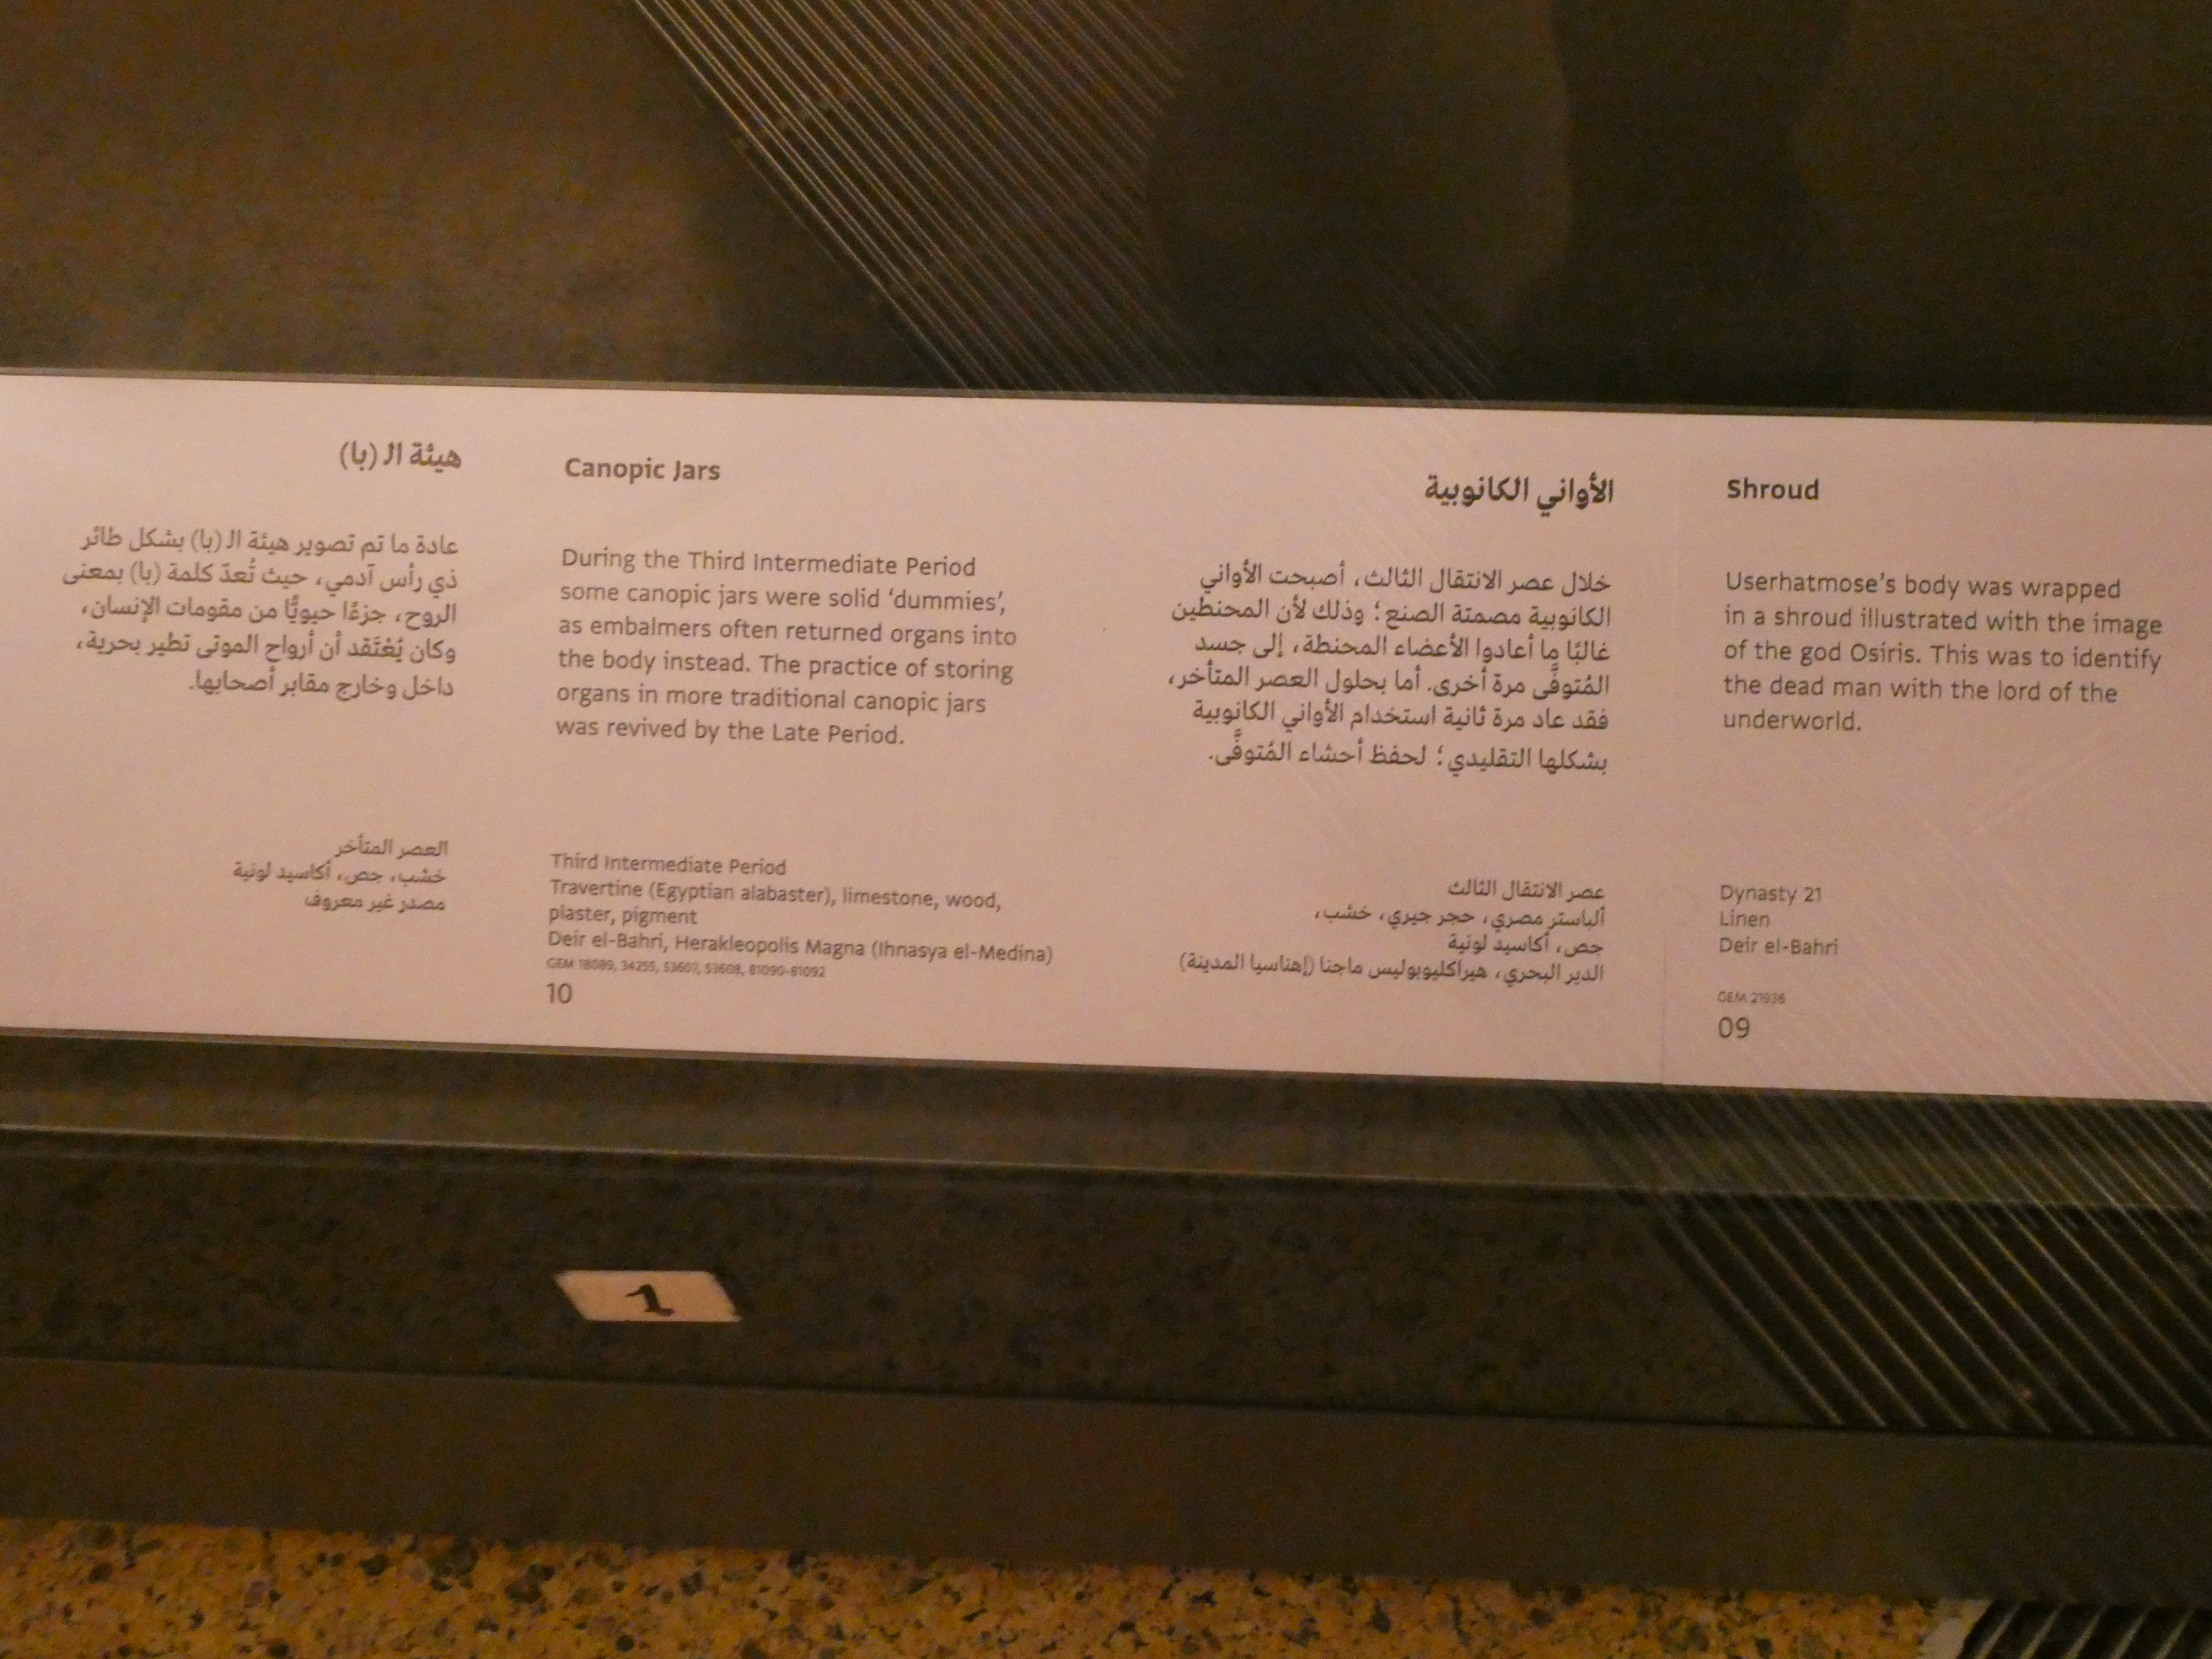 هيئة الـ (با)
عادة ما تم تصوير هيئة الـ (با) بشكل طائر
ذي رأس آدمي، حيث تُعدّ كلمة (با) بمعنى
الروح، جزءًا حيويًّا من مقومات الإنسان،
وكان يُعْتَقد أن أرواح الموتى تطير بحرية،
داخل وخارج مقابر أصحابها.
العصر المتأخر
خشب، جص، أكاسيد لونية
مصدر غير معروف
Canopic Jars
During the Third Intermediate Period
some canopic jars were solid ‘dummies’,
as embalmers often returned organs into
the body instead. The practice of storing
organs in more traditional canopic jars
was revived by the Late Period.
Third Intermediate Period
Travertine (Egyptian alabaster), limestone, wood,
plaster, pigment
Deir el-Bahri, Herakleopolis Magna (Ihnasya el-Medina)
GEM 18089, 34255, 53607, 53608, 81090-81092
10
الأواني الكانوبية
خلال عصر الانتقال الثالث، أصبحت الأواني
الكانوبية مصمتة الصنع؛ وذلك لأن المحنطين
غالبًا ما أعادوا الأعضاء المحنطة، إلى جسد
المُتوفَّى مرة أخرى. أما بحلول العصر المتأخر،
فقد عاد مرة ثانية استخدام الأواني الكانوبية
بشكلها التقليدي؛ لحفظ أحشاء المُتوفَّى.
عصر الانتقال الثالث
ألباستر مصري، حجر جيري، خشب،
جص، أكاسيد لونية
الدير البحري، هيراكليوبوليس ماجنا (إهناسيا المدينة)
Shroud
Userhatmose’s body was wrapped
in a shroud illustrated with the image
of the god Osiris. This was to identify
the dead man with the lord of the
underworld.
Dynasty 21
Linen
Deir el-Bahri
GEM 21936
09
1